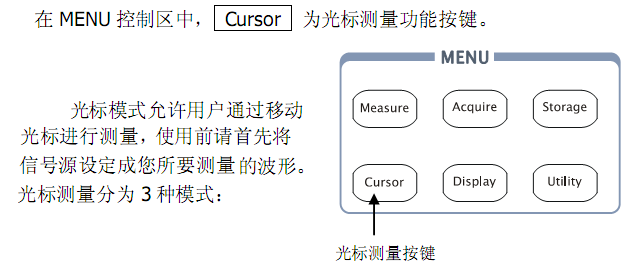 在 MENU 控制区中， Cursor 为光标测量功能按键。
光标模式允许用户通过移动
光标进行测量，使用前请首先将
信号源设定成您所要测量的波形。
光标测量分为 3 种模式：
MENU
Measure Acquire Storage
Cursor Display Utility
光标测量按键